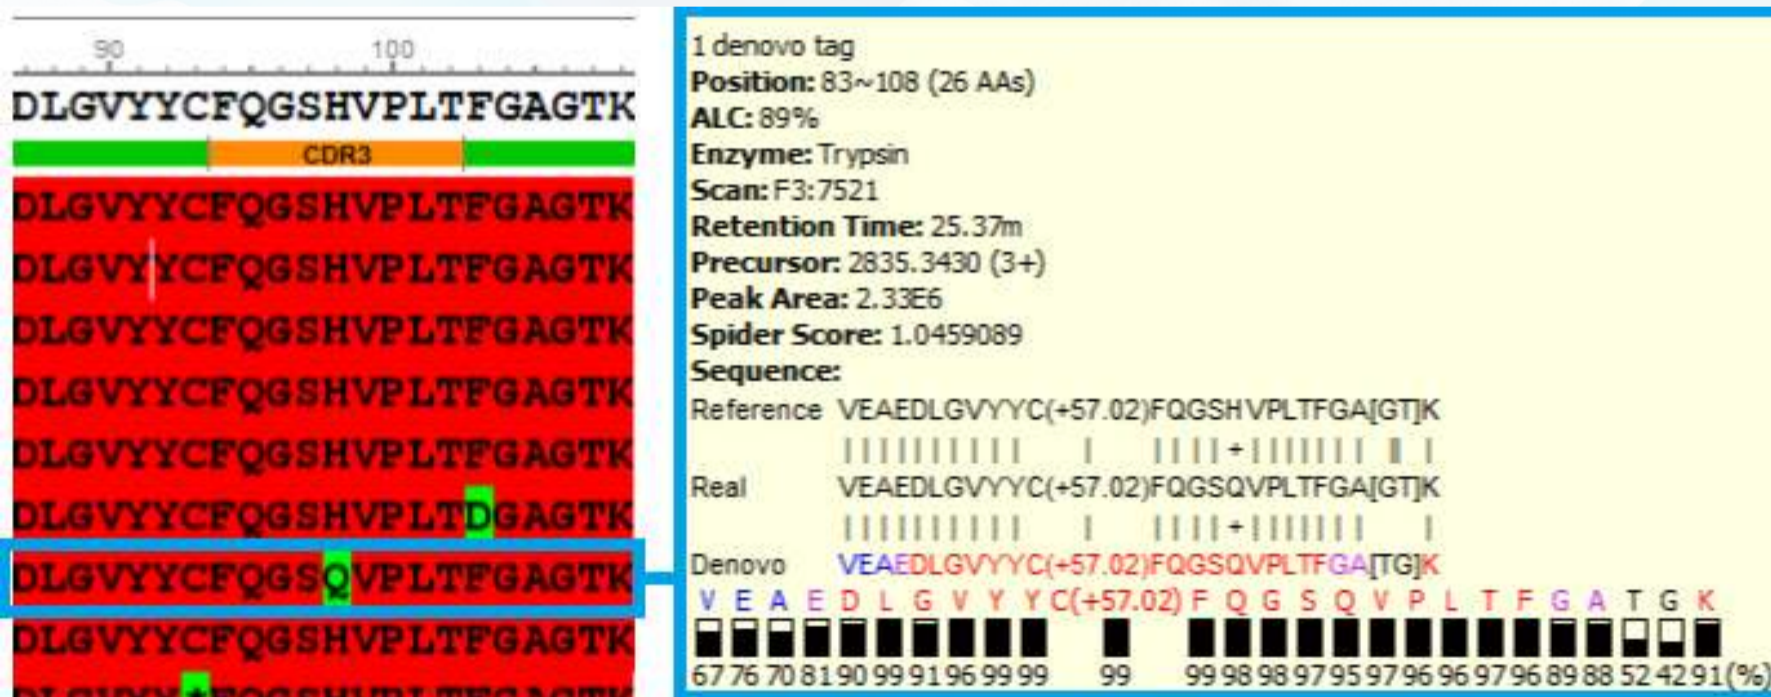 90 100
DLGVYYCFQGSHVPLTFGAGTK
CDR3
DLGVYYCFQGSHVPLTFGAGTK
DLGVYYCFQGSHVPLTFGAGTK
DLGVYYCFQGSHVPLTFGAGTK
DLGVYYCFQGSHVPLTFGAGTK
DLGVYYCFQGSHVPLTFGAGTK
DLGVYYCFQGSHVPLTDGAGTK
DLGVYYCFQGSQVPLTFGAGTK
DLGVYYCFQGSHVPLTFGAGTK
1 denovo tag
Position: 83~108 (26 AAs)
ALC: 89%
Enzyme: Trypsin
Scan: F3:7521
Retention Time: 25.37m
Precursor: 2835.3430 (3+)
Peak Area: 2.33E6
Spider Score: 1.0459089
Sequence:
Reference VEAEDLGVYYC(+57.02)FQGSHVPLTFGA[GT]K
||||||||||   |   ||||+||||||| || |
Real VEAEDLGVYYC(+57.02)FQGSQVPLTFGA[GT]K
||||||||||   |   ||||+|||||||   |
Denovo VEAEDLGVYYC(+57.02)FQGSQVPLTFGA[TG]K
V E A E D L G V Y Y C(+57.02) F Q G S Q V P L T F G A T G K
67 76 70 81 90 99 91 96 99 99 99 99 98 98 97 95 97 96 96 97 96 89 88 52 42 91 (%)